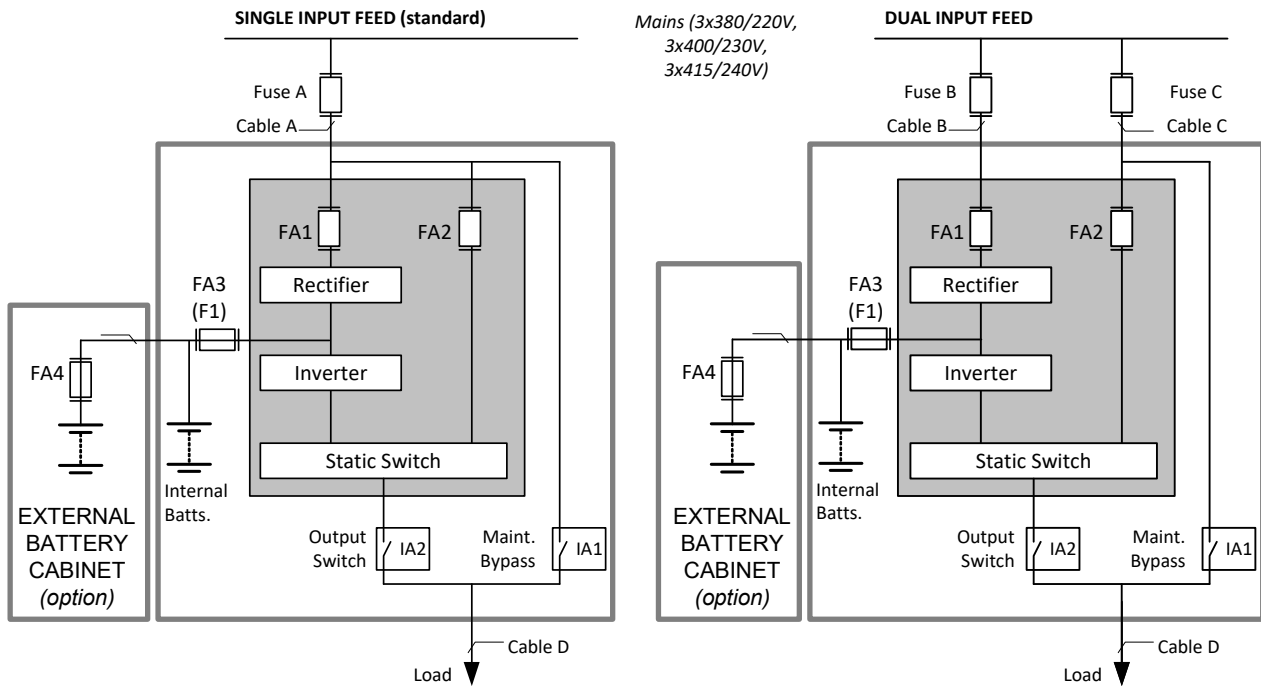 SINGLE INPUT FEED (standard)
Mains (3x380/220V,
3x400/230V,
3x415/240V)
DUAL INPUT FEED
Fuse A
Cable A
FA1
FA2
Rectifier
FA3
(F1)
FA4
Inverter
Static Switch
Internal
Batts.
EXTERNAL
BATTERY
CABINET
(option)
Output
Switch
IA2
Maint.
Bypass
IA1
Cable D
Load
Fuse B
Fuse C
Cable B
Cable C
FA1
FA2
Rectifier
FA3
(F1)
FA4
Inverter
Static Switch
Internal
Batts.
EXTERNAL
BATTERY
CABINET
(option)
Output
Switch
IA2
Maint.
Bypass
IA1
Cable D
Load